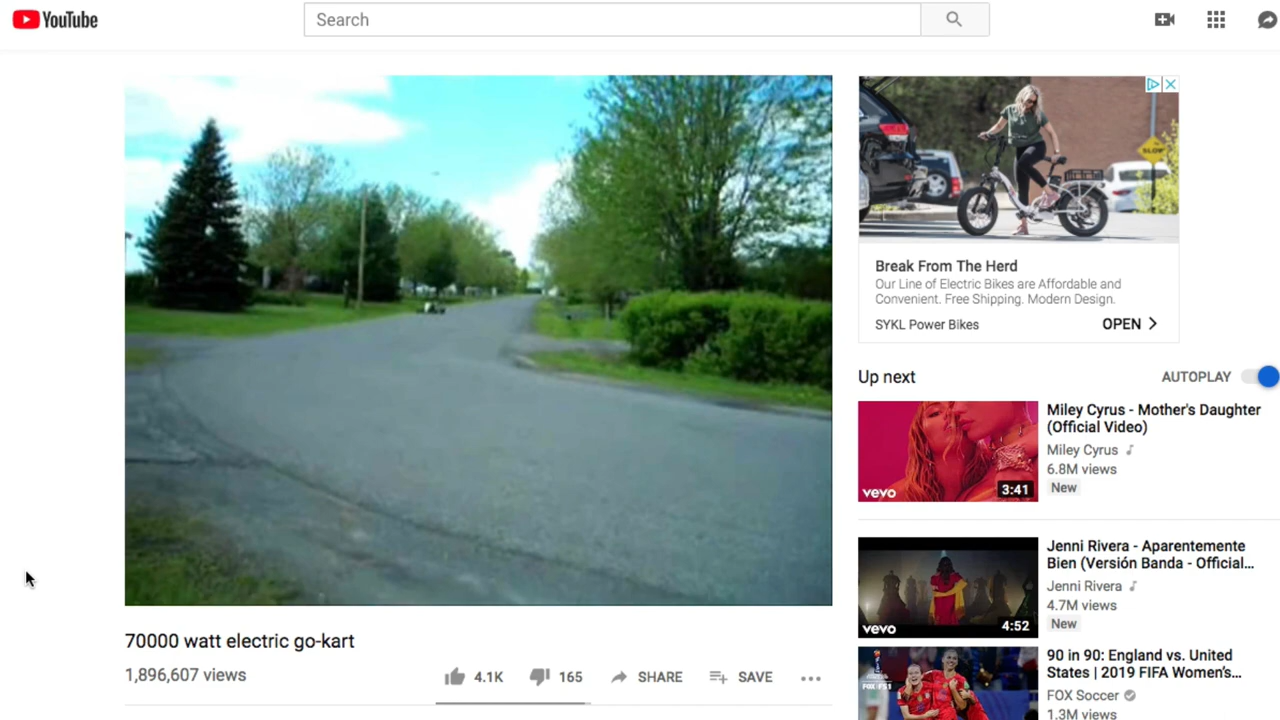 YouTube
Search
Break From The Herd
Our Line of Electric Bikes are Affordable and
Convenient. Free Shipping. Modern Design.
SYKL Power Bikes
OPEN
SLOW
Up next
AUTOPLAY
Miley Cyrus - Mother's Daughter
(Official Video)
Miley Cyrus
6.8M views
New
vevo
3:41
Jenni Rivera - Aparentemente
Bien (Versión Banda - Official...
Jenni Rivera
4.7M views
New
vevo
4:52
90 in 90: England vs. United
States | 2019 FIFA Women's...
FOX Soccer
1.3M views
FOX FS1
70000 watt electric go-kart
1,896,607 views
4.1K
165
SHARE
SAVE